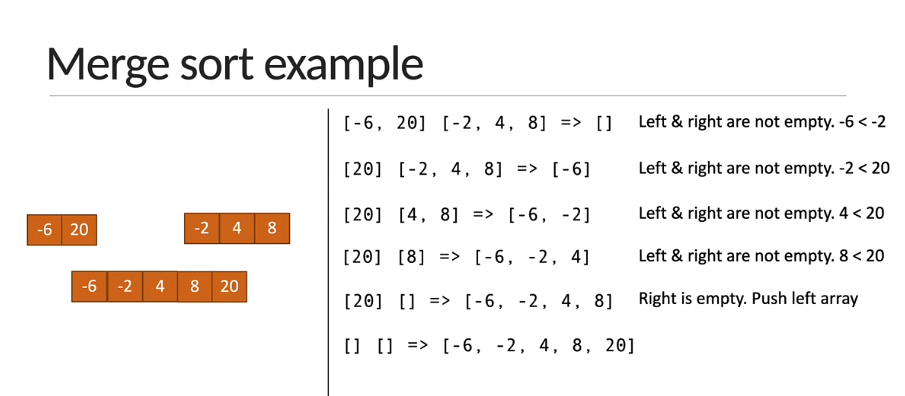 Merge sort example
-6 20
-2 4 8
-6 -2 4 8 20
[-6, 20] [-2, 4, 8] => [] Left & right are not empty. -6 < -2
[20] [-2, 4, 8] => [-6] Left & right are not empty. -2 < 20
[20] [4, 8] => [-6, -2] Left & right are not empty. 4 < 20
[20] [8] => [-6, -2, 4] Left & right are not empty. 8 < 20
[20] [] => [-6, -2, 4, 8] Right is empty. Push left array
[] [] => [-6, -2, 4, 8, 20]